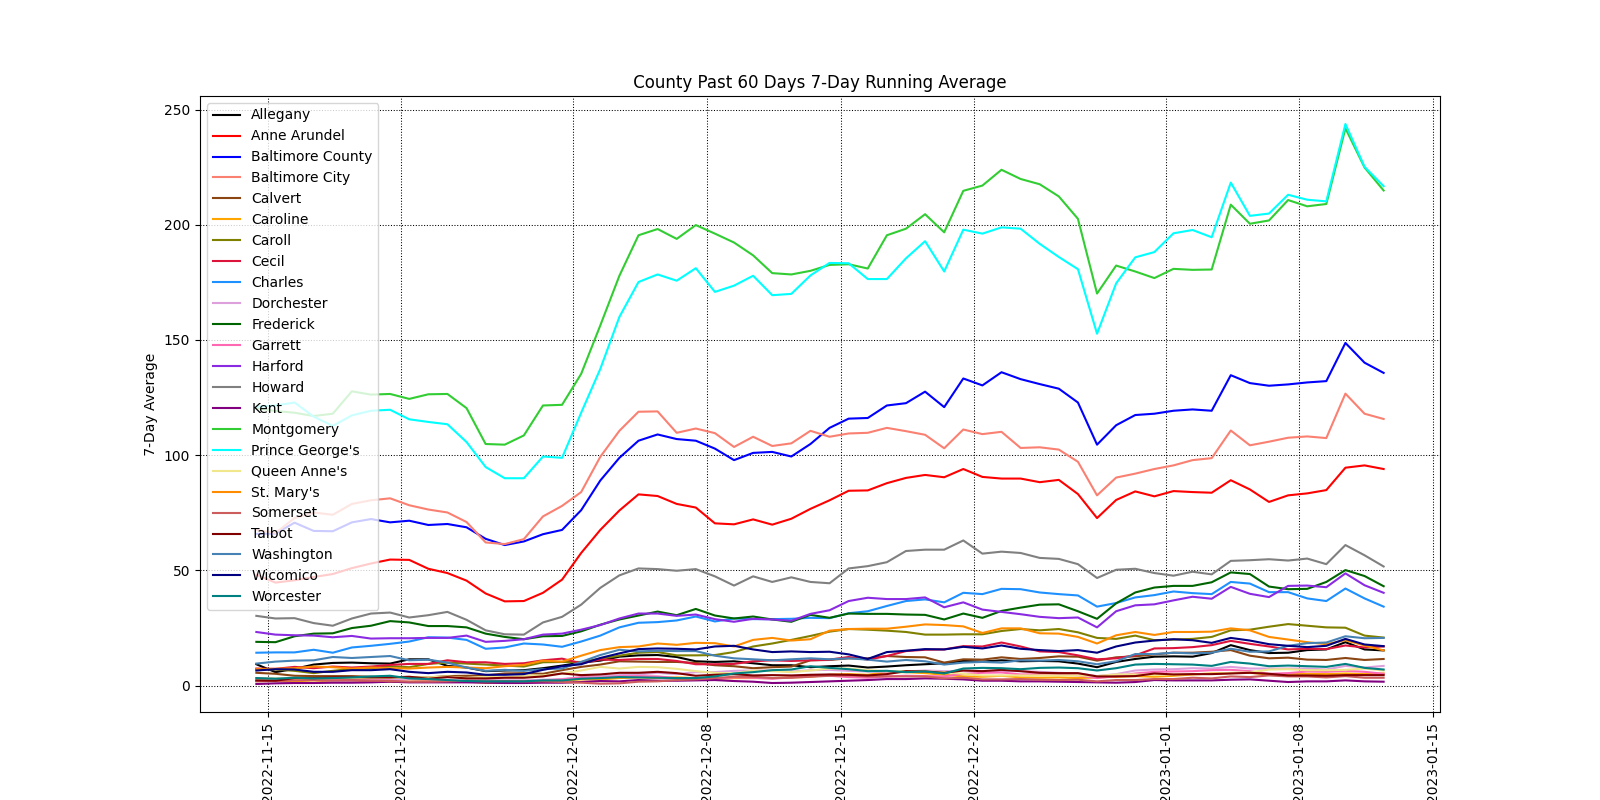 County Past 60 Days 7-Day Running Average
250
200
150
100
50
0
7-Day Average
Allegany
Anne Arundel
Baltimore County
Baltimore City
Calvert
Caroline
Caroll
Cecil
Charles
Dorchester
Frederick
Garrett
Harford
Howard
Kent
Montgomery
Prince George's
Queen Anne's
St. Mary's
Somerset
Talbot
Washington
Wicomico
Worcester
2022-11-15
2022-11-22
2022-12-01
2022-12-08
2022-12-15
2022-12-22
2023-01-01
2023-01-08
2023-01-15